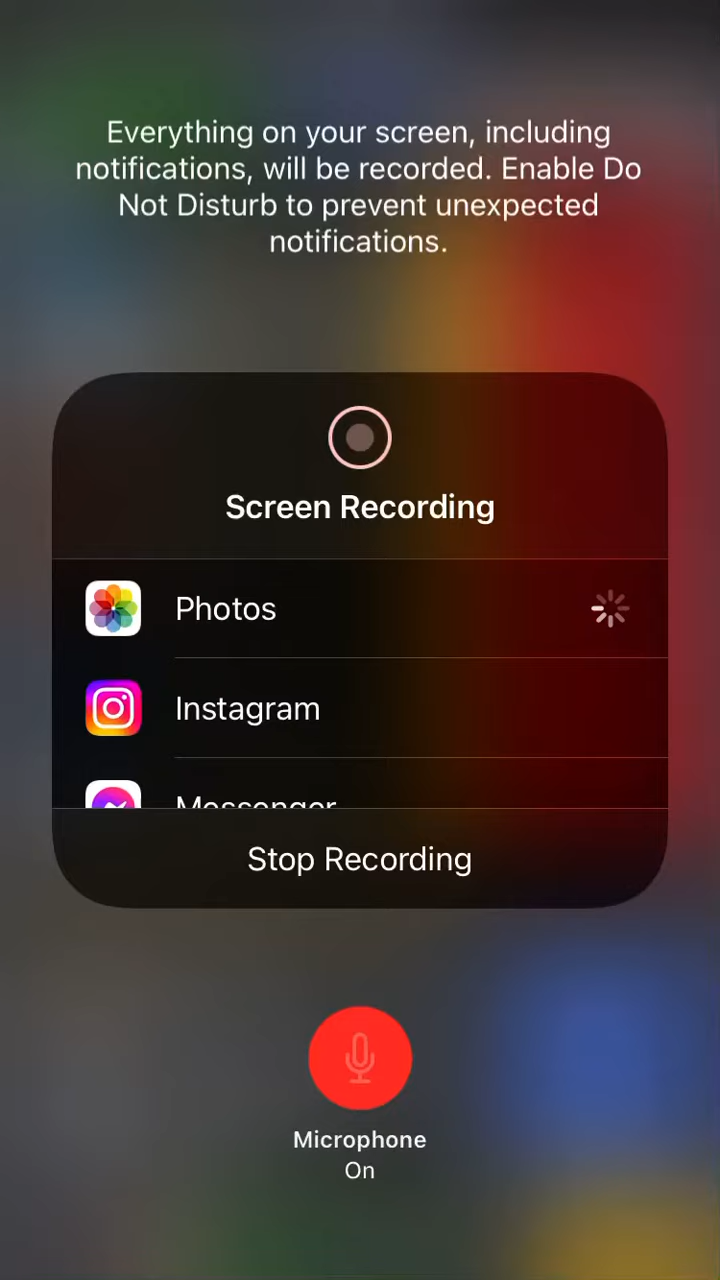 Everything on your screen, including
notifications, will be recorded. Enable Do
Not Disturb to prevent unexpected
notifications.
Screen Recording
Photos
Instagram
Messenger
Stop Recording
Microphone
On